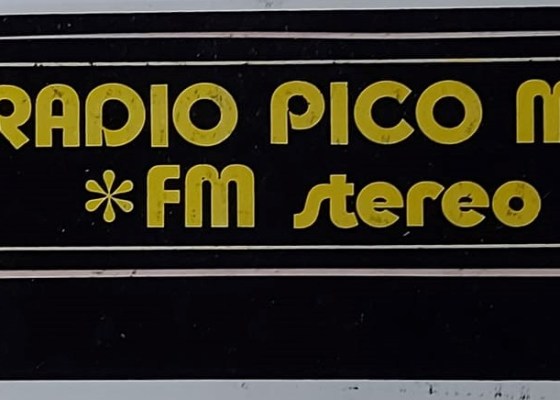 RADIO PICO M
*FM stereo